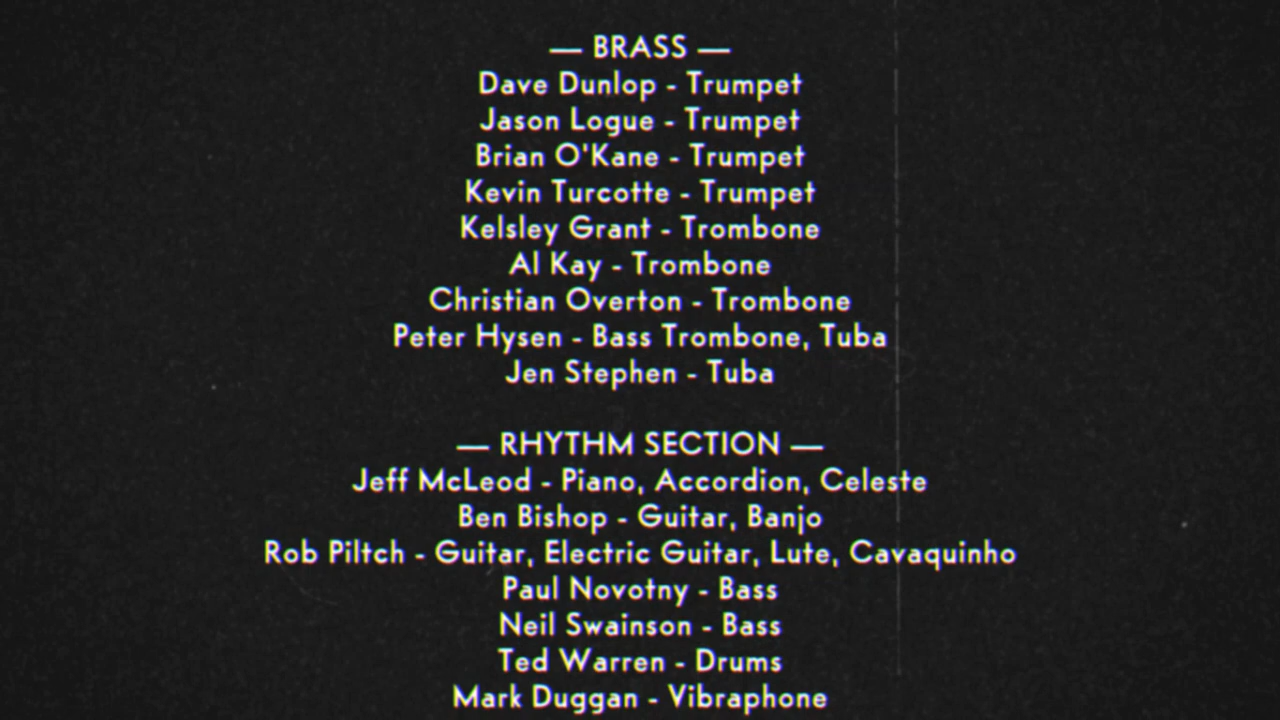 — BRASS —
Dave Dunlop - Trumpet
Jason Logue - Trumpet
Brian O'Kane - Trumpet
Kevin Turcotte - Trumpet
Kelsley Grant - Trombone
Al Kay - Trombone
Christian Overton - Trombone
Peter Hysen - Bass Trombone, Tuba
Jen Stephen - Tuba
— RHYTHM SECTION —
Jeff McLeod - Piano, Accordion, Celeste
Ben Bishop - Guitar, Banjo
Rob Piltch - Guitar, Electric Guitar, Lute, Cavaquinho
Paul Novotny - Bass
Neil Swainson - Bass
Ted Warren - Drums
Mark Duggan - Vibraphone